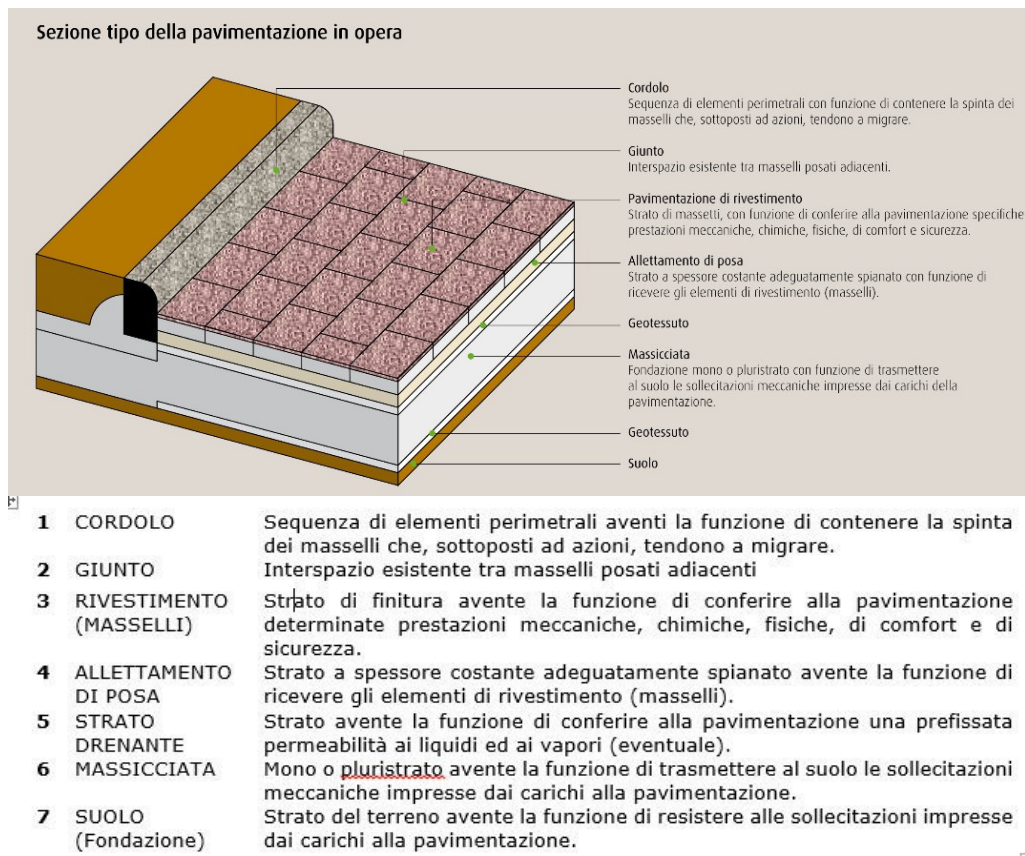 Sezione tipo della pavimentazione in opera
Cordolo
Sequenza di elementi perimetrali con funzione di contenere la spinta dei
masselli che, sottoposti ad azioni, tendono a migrare.
Giunto
Interspazio esistente tra masselli posati adiacenti.
Pavimentazione di rivestimento
Strato di massetti, con funzione di conferire alla pavimentazione specifiche
prestazioni meccaniche, chimiche, fisiche, di comfort e sicurezza.
Allettamento di posa
Strato a spessore costante adeguatamente spianato con funzione di
ricevere gli elementi di rivestimento (masselli).
Geotessuto
Massicciata
Fondazione mono o pluristrato con funzione di trasmettere
al suolo le sollecitazioni meccaniche impresse dai carichi della
pavimentazione.
Geotessuto
Suolo
1 CORDOLO Sequenza di elementi perimetrali aventi la funzione di contenere la spinta
dei masselli che, sottoposti ad azioni, tendono a migrare.
2 GIUNTO Interspazio esistente tra masselli posati adiacenti
3 RIVESTIMENTO Strato di finitura avente la funzione di conferire alla pavimentazione
(MASSELLI) determinate prestazioni meccaniche, chimiche, fisiche, di comfort e di
sicurezza.
4 ALLETTAMENTO Strato a spessore costante adeguatamente spianato avente la funzione di
DI POSA ricevere gli elementi di rivestimento (masselli).
5 STRATO Strato avente la funzione di conferire alla pavimentazione una prefissata
DRENANTE permeabilità ai liquidi ed ai vapori (eventuale).
6 MASSICCIATA Mono o pluristrato avente la funzione di trasmettere al suolo le sollecitazioni
meccaniche impresse dai carichi alla pavimentazione.
7 SUOLO Strato del terreno avente la funzione di resistere alle sollecitazioni impresse
(Fondazione) dai carichi alla pavimentazione.